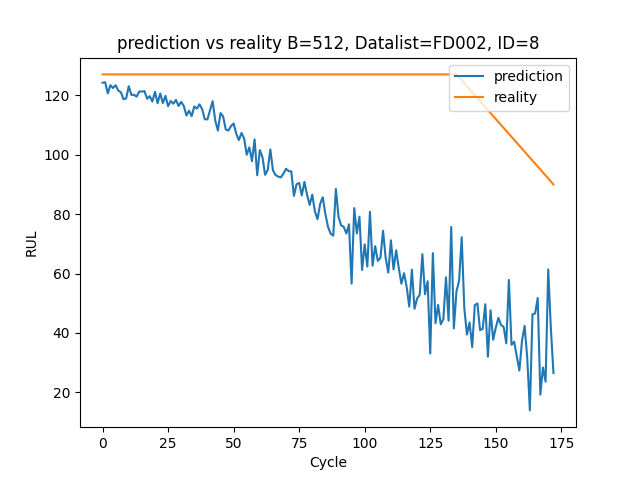 prediction vs reality B=512, Datalist=FD002, ID=8
prediction
reality
RUL
120
100
80
60
40
20
0 25 50 75 100 125 150 175
Cycle